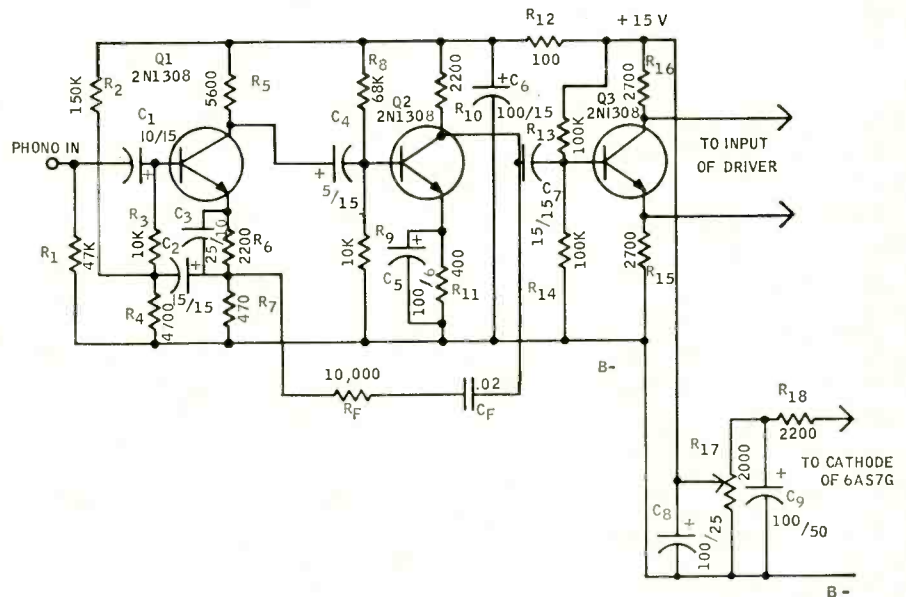 R12
+15 V
100
Q1
2N1308
R2
150K
R5
5600
R8
68K
2200
Q2
2N1308
R10
+C6
100/15
R16
2700
Q3
2N1308
R13
100K
C1
10/15
+
C4
+
5/15
PHONO IN
TO INPUT
OF DRIVER
C7
15/15
R1
47K
R3
10K
C3
25/10
C2
15/15
+
R6
2200
R4
4700
R7
470
R9
10K
C5
+
100/6
R11
400
R14
100K
2700
R15
B-
10,000
RF
.02
CF
R18
2200
R17
2000
TO CATHODE
OF 6AS7G
C8
+
100/25
+
C9
100/50
B-